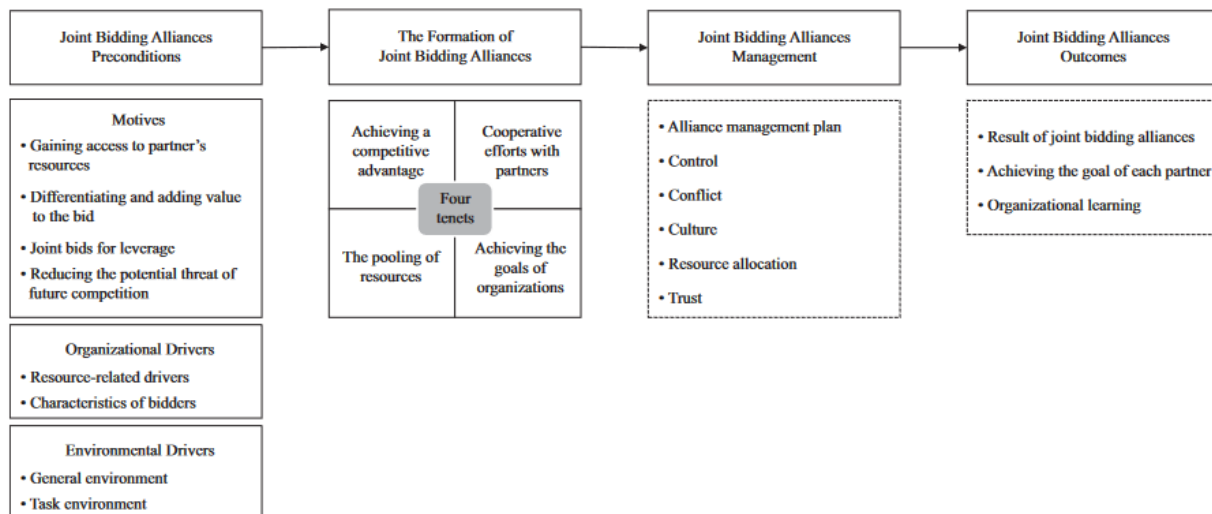 Joint Bidding Alliances
Preconditions
The Formation of
Joint Bidding Alliances
Joint Bidding Alliances
Management
Joint Bidding Alliances
Outcomes
Motives
• Gaining access to partner's
resources
• Differentiating and adding value
to the bid
• Joint bids for leverage
• Reducing the potential threat of
future competition
Organizational Drivers
• Resource-related drivers
• Characteristics of bidders
Environmental Drivers
• General environment
• Task environment
Achieving a
competitive
advantage
Cooperative
efforts with
partners
Four
tenets
The pooling of
resources
Achieving the
goals of
organizations
• Alliance management plan
• Control
• Conflict
• Culture
• Resource allocation
• Trust
• Result of joint bidding alliances
• Achieving the goal of each partner
• Organizational learning